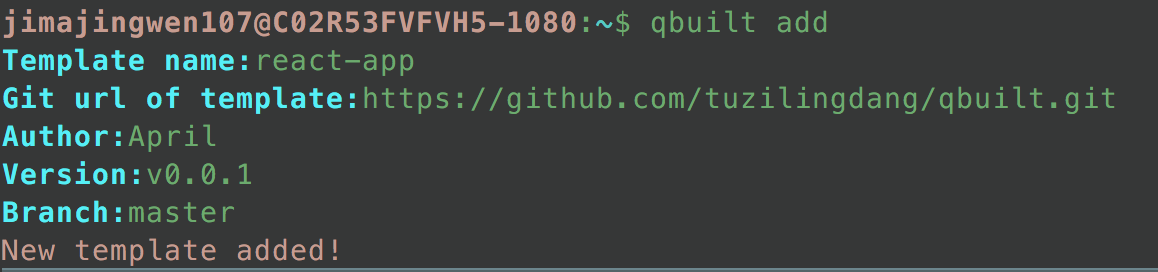 jimajingwen107@C02R53FVFVH5-1080:~$ qbuilt add
Template name:react-app
Git url of template:https://github.com/tuzilingdang/qbuilt.git
Author:April
Version:v0.0.1
Branch:master
New template added!